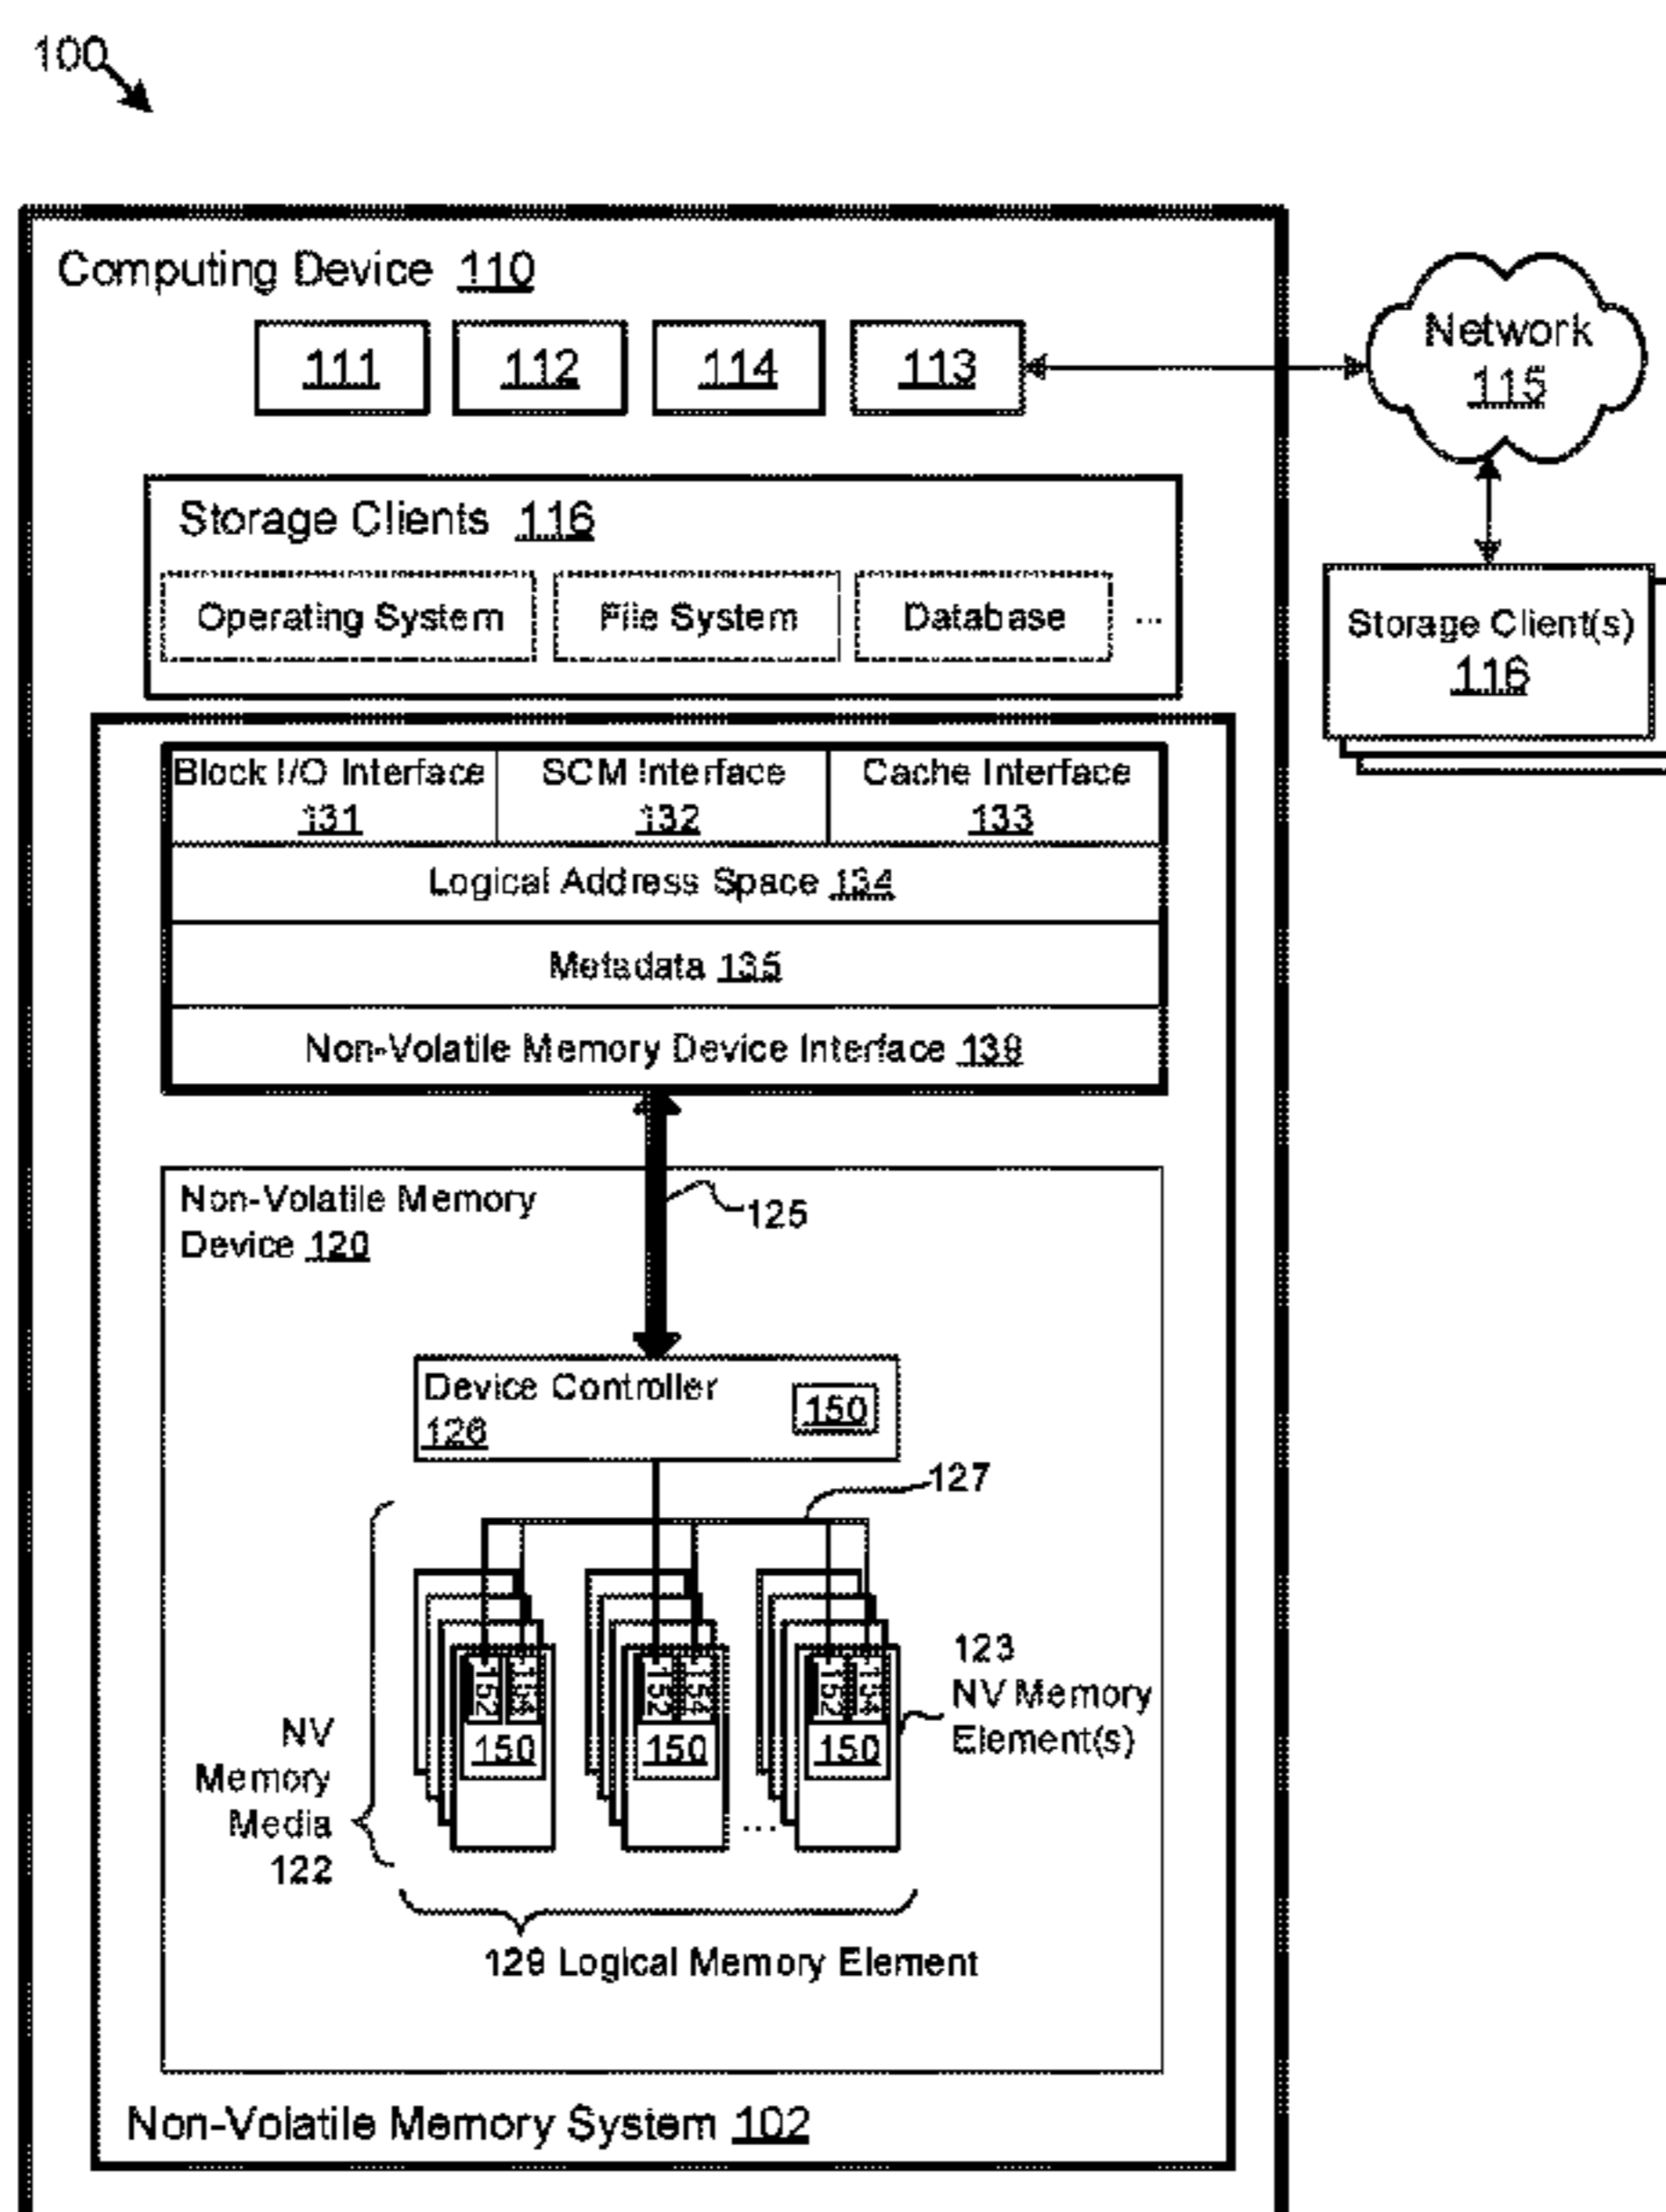 100
Computing Device 110
111 112 114 113
Network
115
Storage Clients 116
Operating System File System Database ...
Storage Client(s)
116
Block I/O Interface SCM Interface Cache Interface
131 132 133
Logical Address Space 134
Metadata 135
Non-Volatile Memory Device Interface 139
125
Non-Volatile Memory
Device 120
Device Controller
126
150
127
152 154 152 154 152 154
150 150 150
...
123
NV Memory
Element(s)
NV
Memory
Media
122
129 Logical Memory Element
Non-Volatile Memory System 102